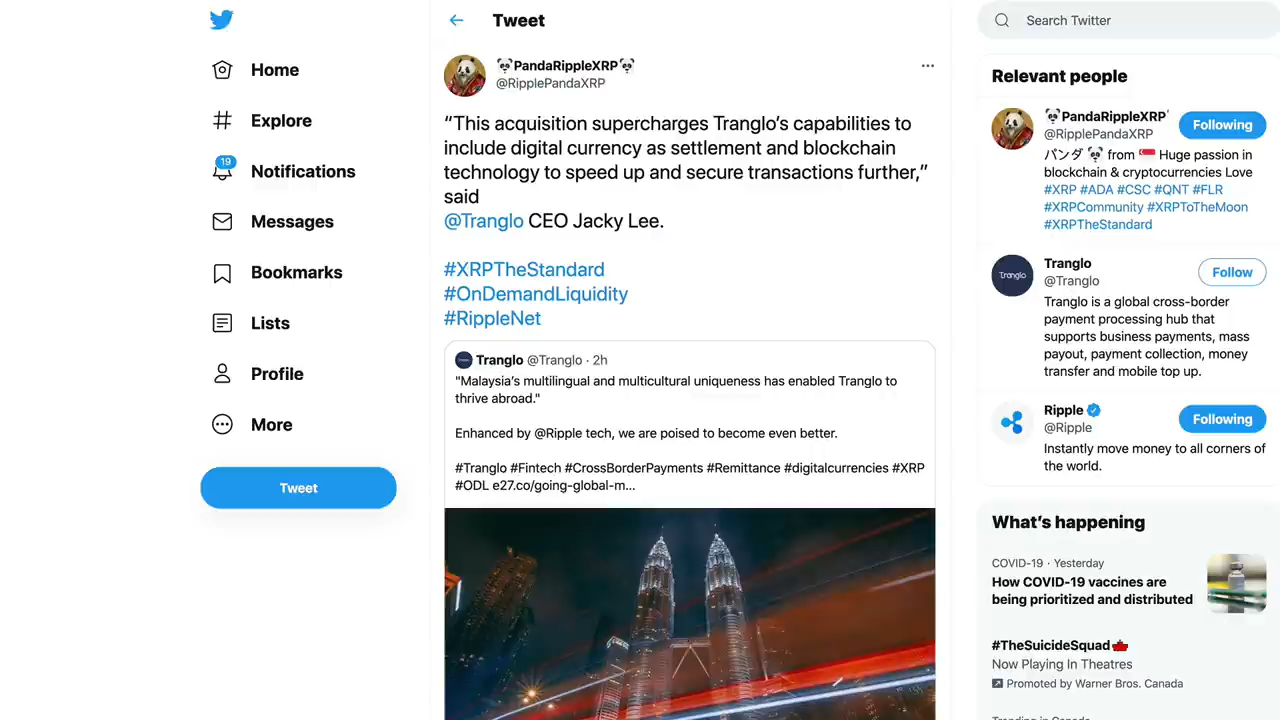 Home
Explore
19
Notifications
Messages
Bookmarks
Lists
Profile
More
Tweet
Tweet
🐼PandaRippleXRP🐼
@RipplePandaXRP
“This acquisition supercharges Tranglo’s capabilities to
include digital currency as settlement and blockchain
technology to speed up and secure transactions further,”
said
@Tranglo CEO Jacky Lee.
#XRPTheStandard
#OnDemandLiquidity
#RippleNet
Tranglo @Tranglo · 2h
"Malaysia’s multilingual and multicultural uniqueness has enabled Tranglo to
thrive abroad."
Enhanced by @Ripple tech, we are poised to become even better.
#Tranglo #Fintech #CrossBorderPayments #Remittance #digitalcurrencies #XRP
#ODL e27.co/going-global-m...
Search Twitter
Relevant people
🐼PandaRippleXRP
@RipplePandaXRP
Following
パンダ 🐼 from 🇸🇬 Huge passion in
blockchain & cryptocurrencies Love
#XRP #ADA #CSC #QNT #FLR
#XRPCommunity #XRPToTheMoon
#XRPTheStandard
Tranglo
Tranglo
@Tranglo
Follow
Tranglo is a global cross-border
payment processing hub that
supports business payments, mass
payout, payment collection, money
transfer and mobile top up.
Ripple
@Ripple
Following
Instantly move money to all corners of
the world.
What’s happening
COVID-19 · Yesterday
How COVID-19 vaccines are
being prioritized and distributed
#TheSuicideSquad
Now Playing In Theatres
Promoted by Warner Bros. Canada
Trending in Canada